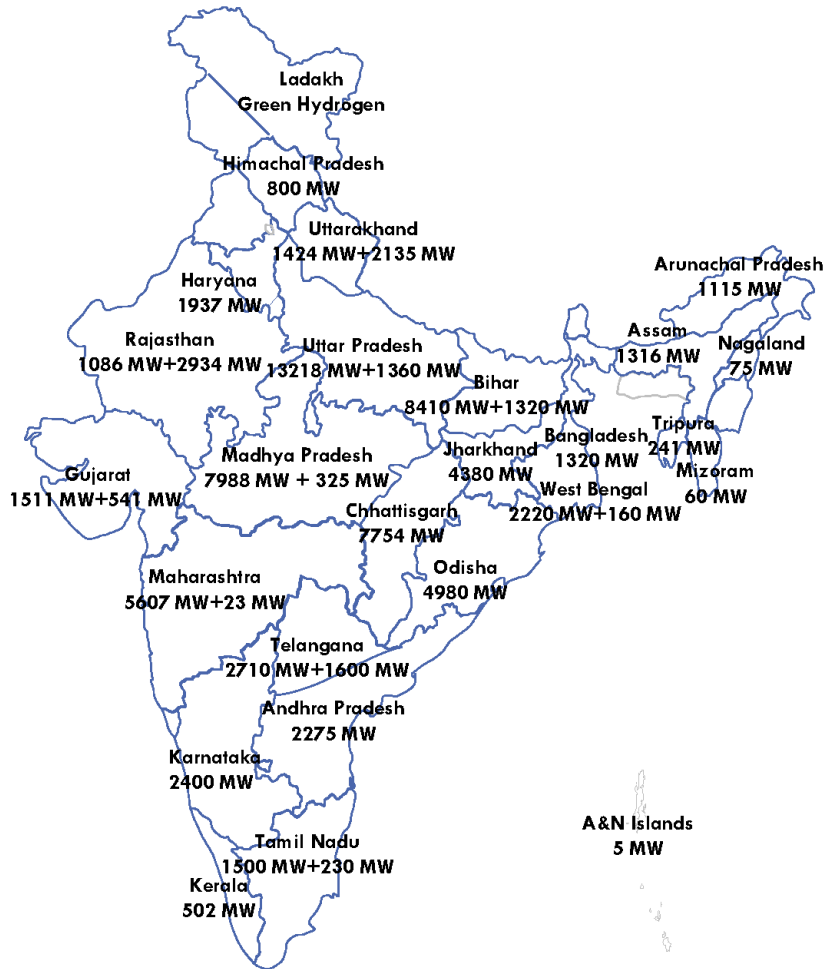 Ladakh
Green Hydrogen
Himachal Pradesh
800 MW
Uttarakhand
1424 MW+2135 MW
Haryana
1937 MW
Arunachal Pradesh
1115 MW
Rajasthan
1086 MW+2934 MW
Uttar Pradesh
13218 MW+1360 MW
Assam
1316 MW
Nagaland
75 MW
Bihar
8410 MW+1320 MW
Gujarat
1511 MW+541 MW
Madhya Pradesh
7988 MW + 325 MW
Jharkhand
4380 MW
Bangladesh
1320 MW
Tripura
241 MW
Mizoram
60 MW
West Bengal
2220 MW+160 MW
Chhattisgarh
7754 MW
Odisha
4980 MW
Maharashtra
5607 MW+23 MW
Telangana
2710 MW+1600 MW
Andhra Pradesh
2275 MW
Karnataka
2400 MW
A&N Islands
5 MW
Tamil Nadu
1500 MW+230 MW
Kerala
502 MW